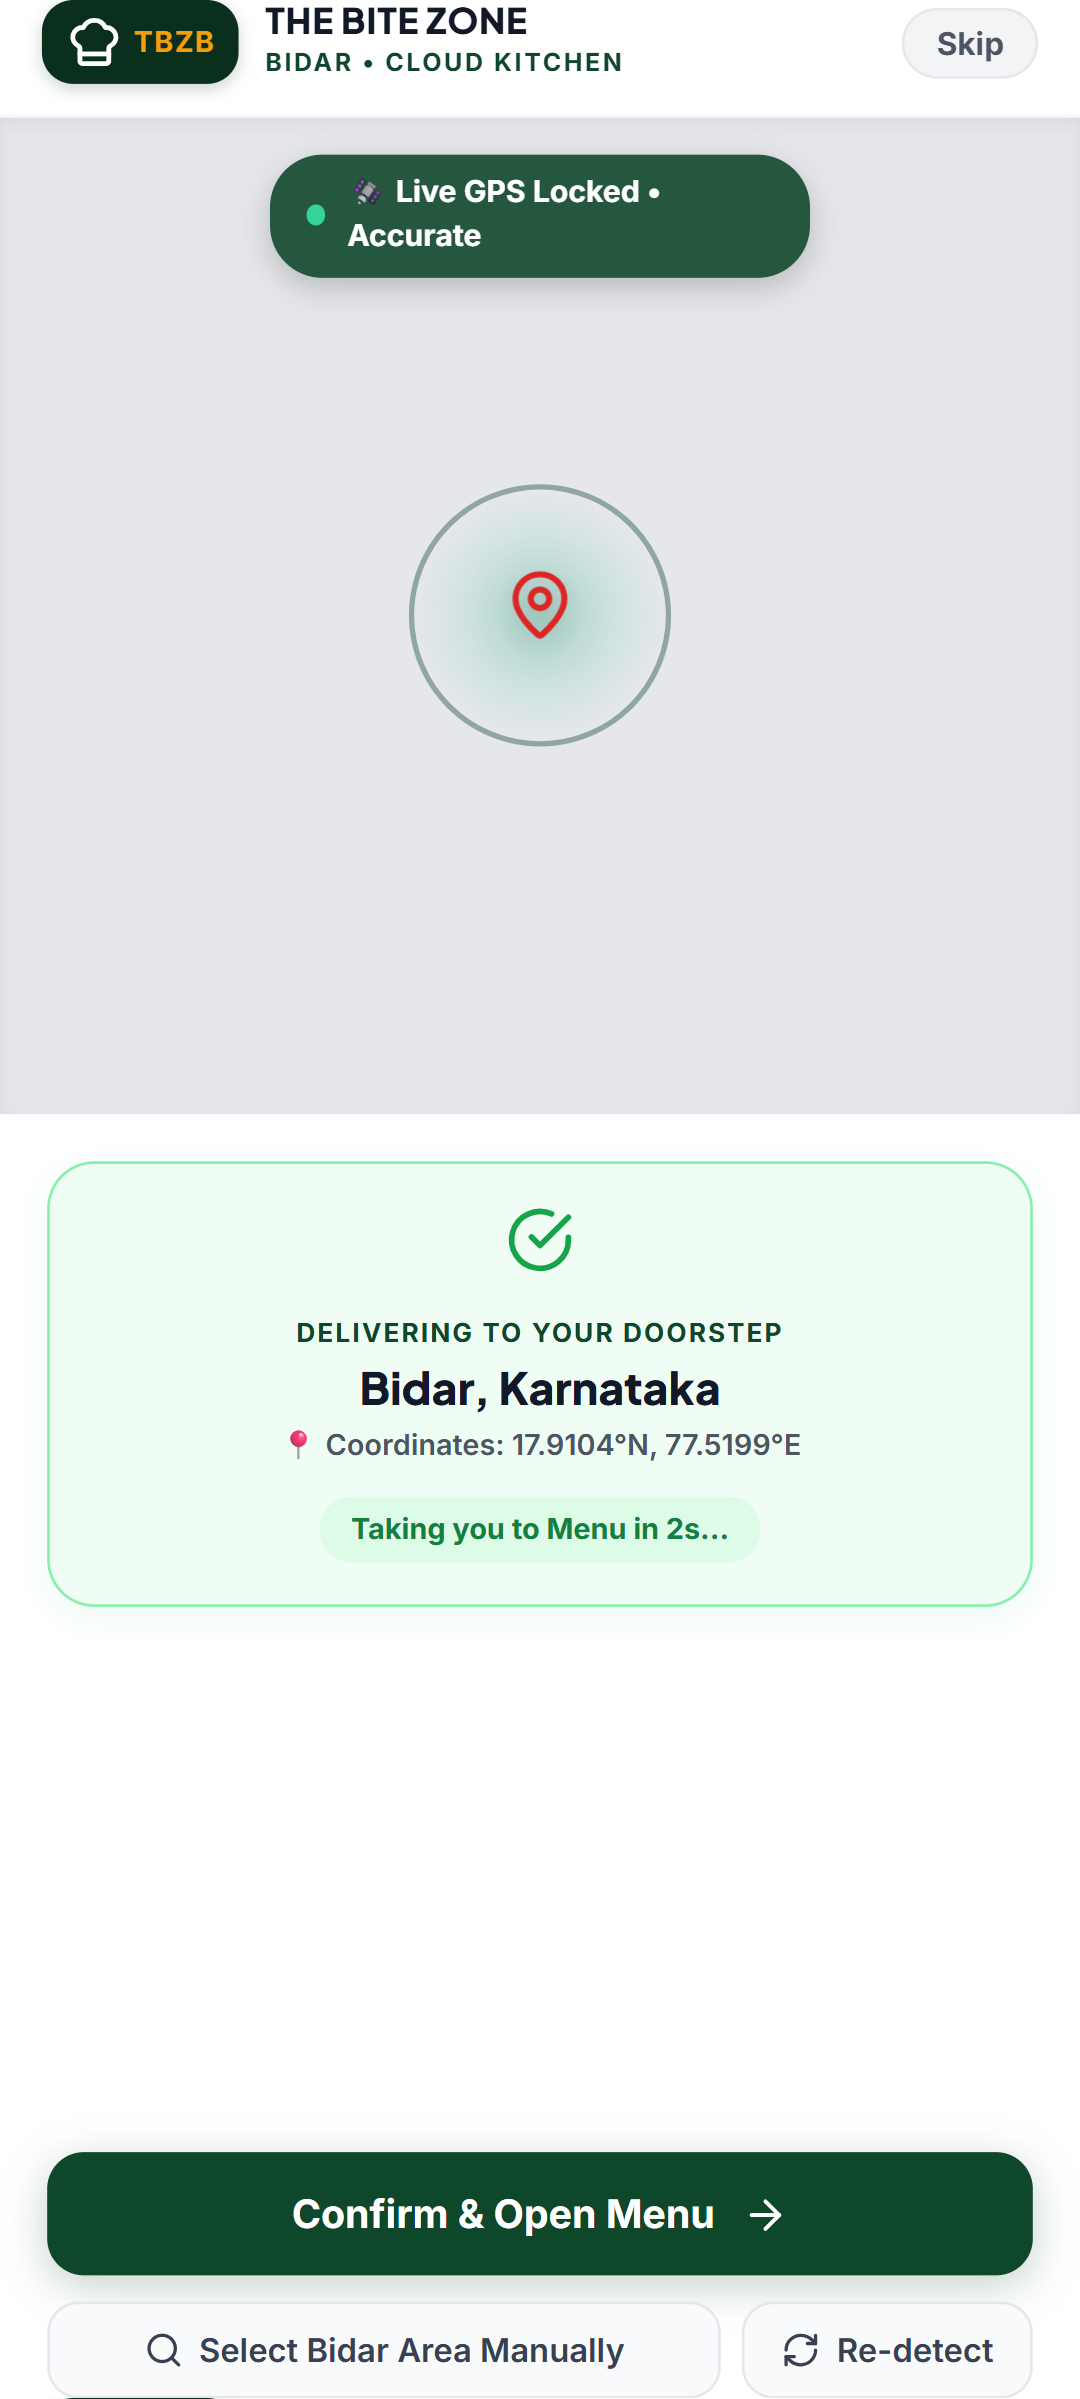 TBZB
THE BITE ZONE
BIDAR • CLOUD KITCHEN
Skip
🛰️ Live GPS Locked •
Accurate
DELIVERING TO YOUR DOORSTEP
Bidar, Karnataka
📍 Coordinates: 17.9104°N, 77.5199°E
Taking you to Menu in 2s...
Confirm & Open Menu →
Select Bidar Area Manually
Re-detect